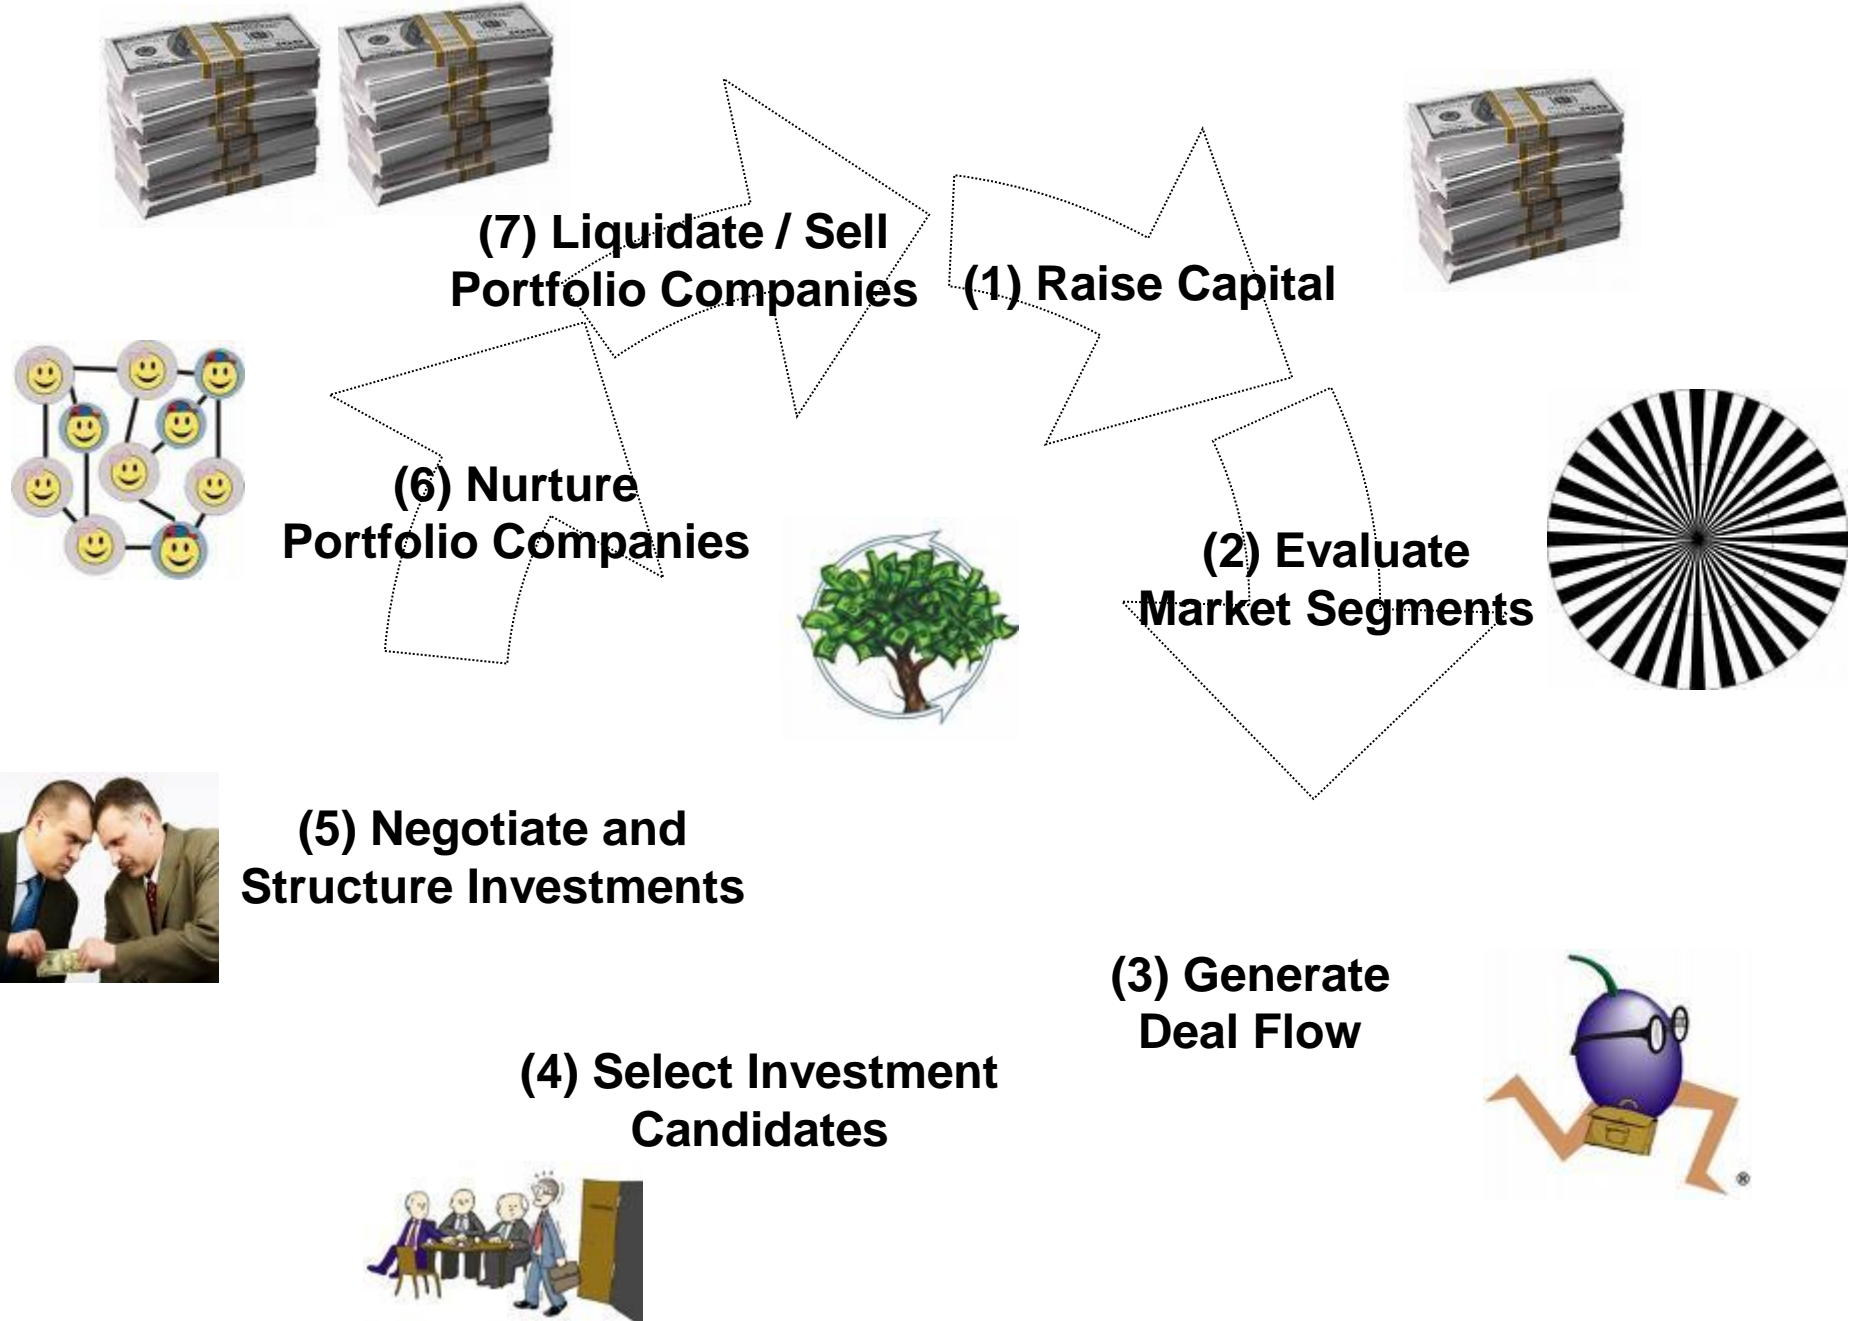 (1) Raise Capital
(2) Evaluate
Market Segments
(3) Generate
Deal Flow
(4) Select Investment
Candidates
(5) Negotiate and
Structure Investments
(6) Nurture
Portfolio Companies
(7) Liquidate / Sell
Portfolio Companies
®